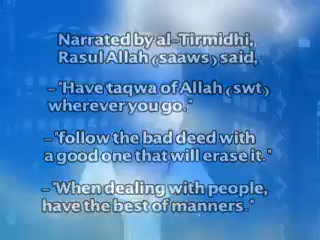 Narrated by al-Tirmidhi,
Rasul Allah (saaws) said,
- "Have taqwa of Allah (swt)
wherever you go."
- "follow the bad deed with
a good one that will erase it."
- "When dealing with people,
have the best of manners."